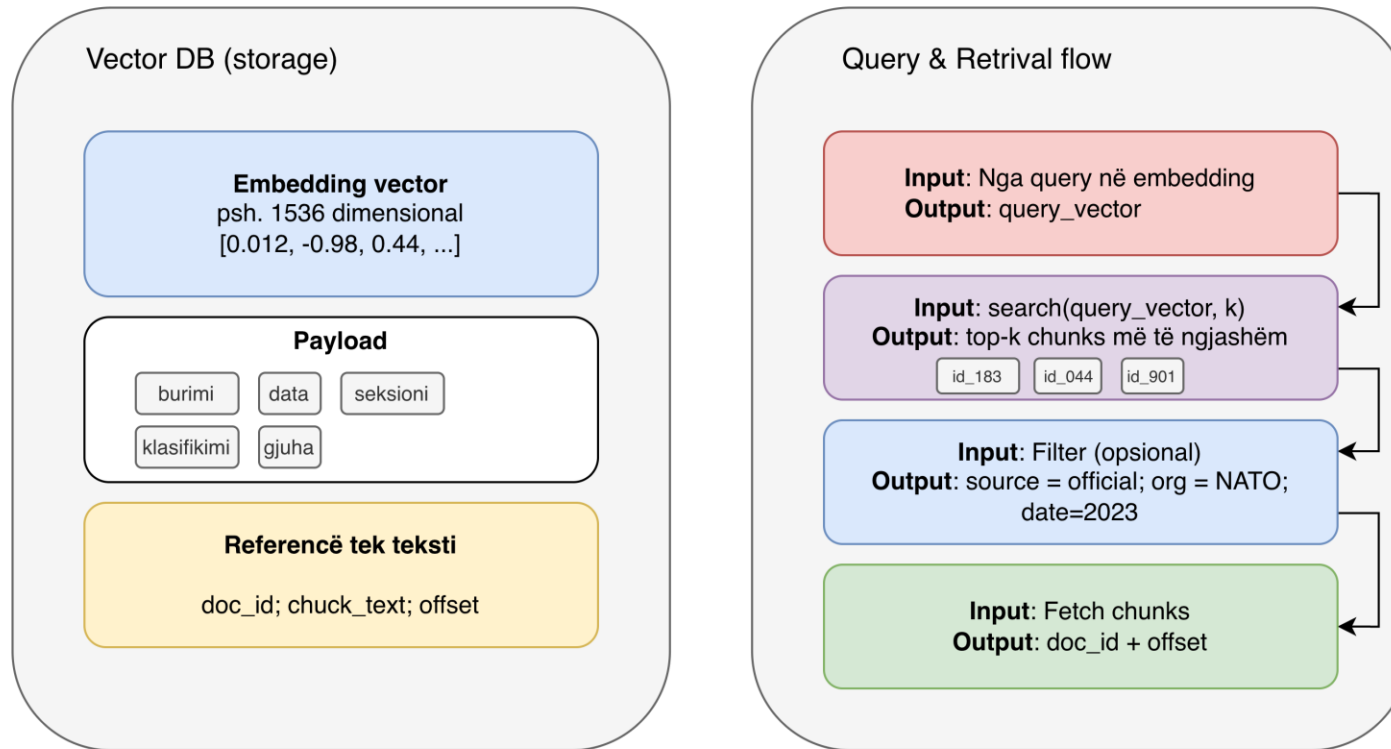 Vector DB (storage)
Embedding vector
psh. 1536 dimensional
[0.012, -0.98, 0.44, ...]
Payload
burimi data seksioni
klasifikimi gjuha
Referencë tek teksti
doc_id; chuck_text; offset
Query & Retrival flow
Input: Nga query në embedding
Output: query_vector
Input: search(query_vector, k)
Output: top-k chunks më të ngjashëm
id_183 id_044 id_901
Input: Filter (opsional)
Output: source = official; org = NATO;
date=2023
Input: Fetch chunks
Output: doc_id + offset